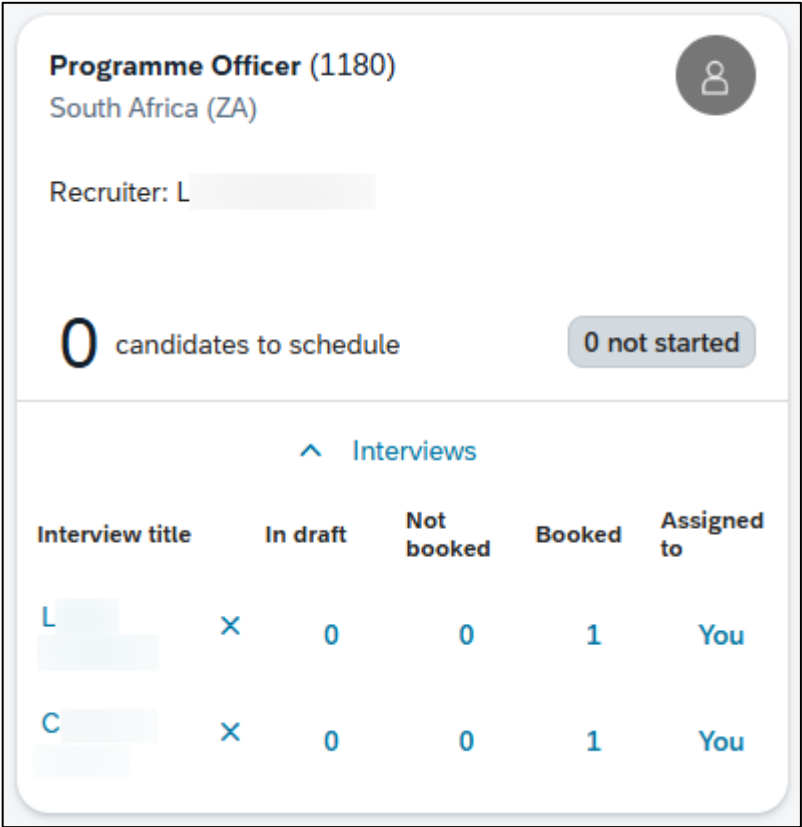 Programme Officer (1180)
South Africa (ZA)
Recruiter: L
0 candidates to schedule
0 not started
Interviews
Interview title In draft Not booked Booked Assigned to
L 0 0 1 You
C 0 0 1 You